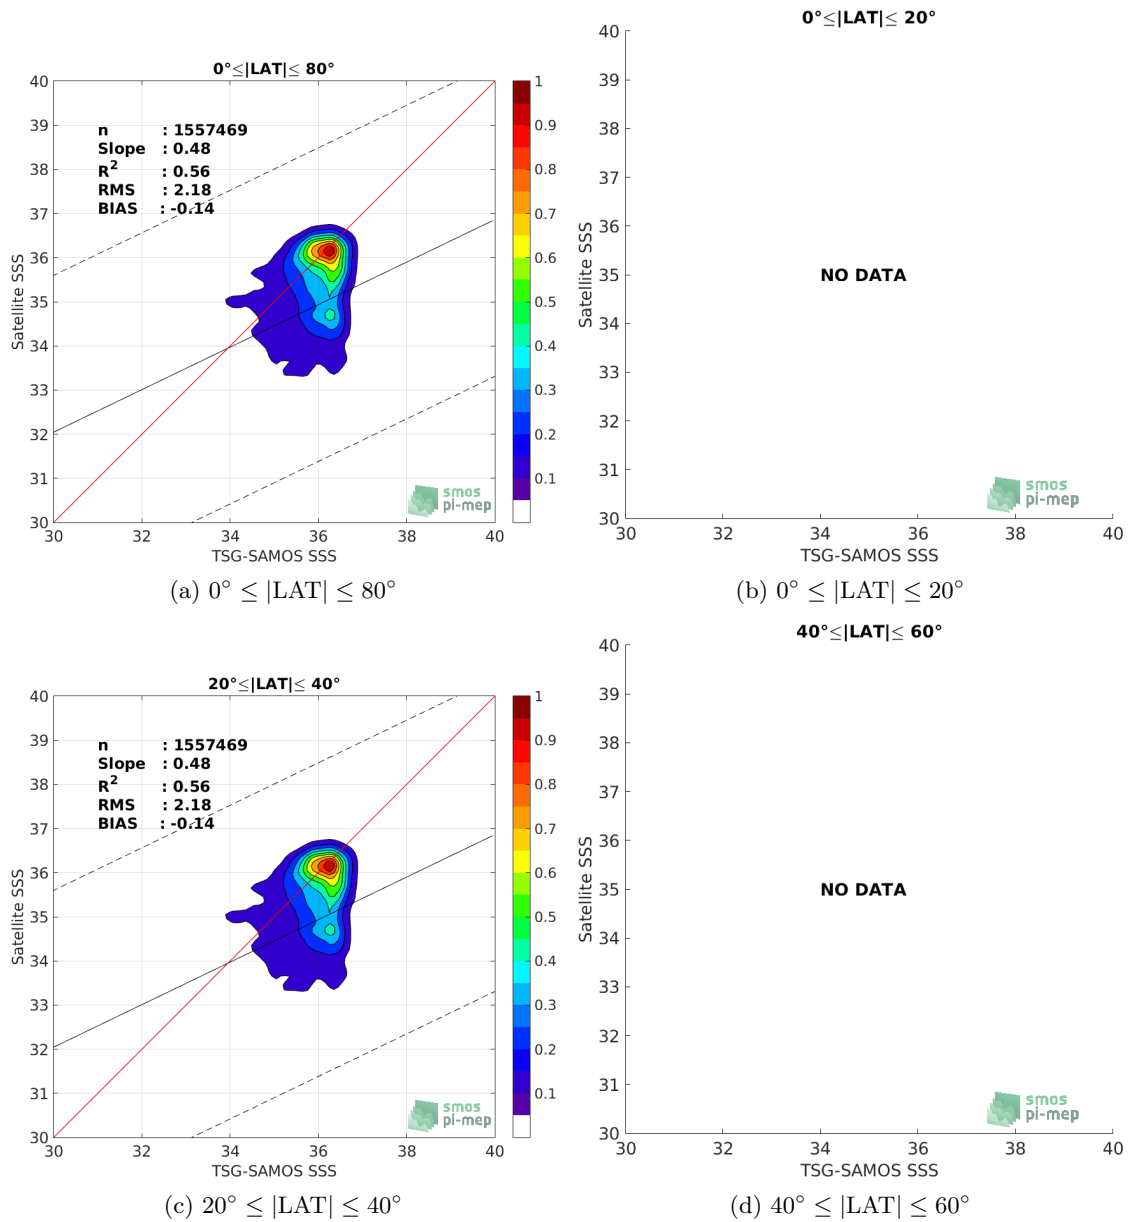 0°≤|LAT|≤ 80°
40
39
38
37
36
35
34
33
32
31
30
Satellite SSS
n : 1557469
Slope : 0.48
R2 : 0.56
RMS : 2.18
BIAS : -0.14
smos
pi-mep
30 32 34 36 38 40
TSG-SAMOS SSS
1
0.9
0.8
0.7
0.6
0.5
0.4
0.3
0.2
0.1
(a) 0° ≤ |LAT| ≤ 80°
0°≤|LAT|≤ 20°
40
39
38
37
36
35
34
33
32
31
30
Satellite SSS
NO DATA
smos
pi-mep
30 32 34 36 38 40
TSG-SAMOS SSS
(b) 0° ≤ |LAT| ≤ 20°
20°≤|LAT|≤ 40°
40
39
38
37
36
35
34
33
32
31
30
Satellite SSS
n : 1557469
Slope : 0.48
R2 : 0.56
RMS : 2.18
BIAS : -0.14
smos
pi-mep
30 32 34 36 38 40
TSG-SAMOS SSS
1
0.9
0.8
0.7
0.6
0.5
0.4
0.3
0.2
0.1
(c) 20° ≤ |LAT| ≤ 40°
40°≤|LAT|≤ 60°
40
39
38
37
36
35
34
33
32
31
30
Satellite SSS
NO DATA
smos
pi-mep
30 32 34 36 38 40
TSG-SAMOS SSS
(d) 40° ≤ |LAT| ≤ 60°